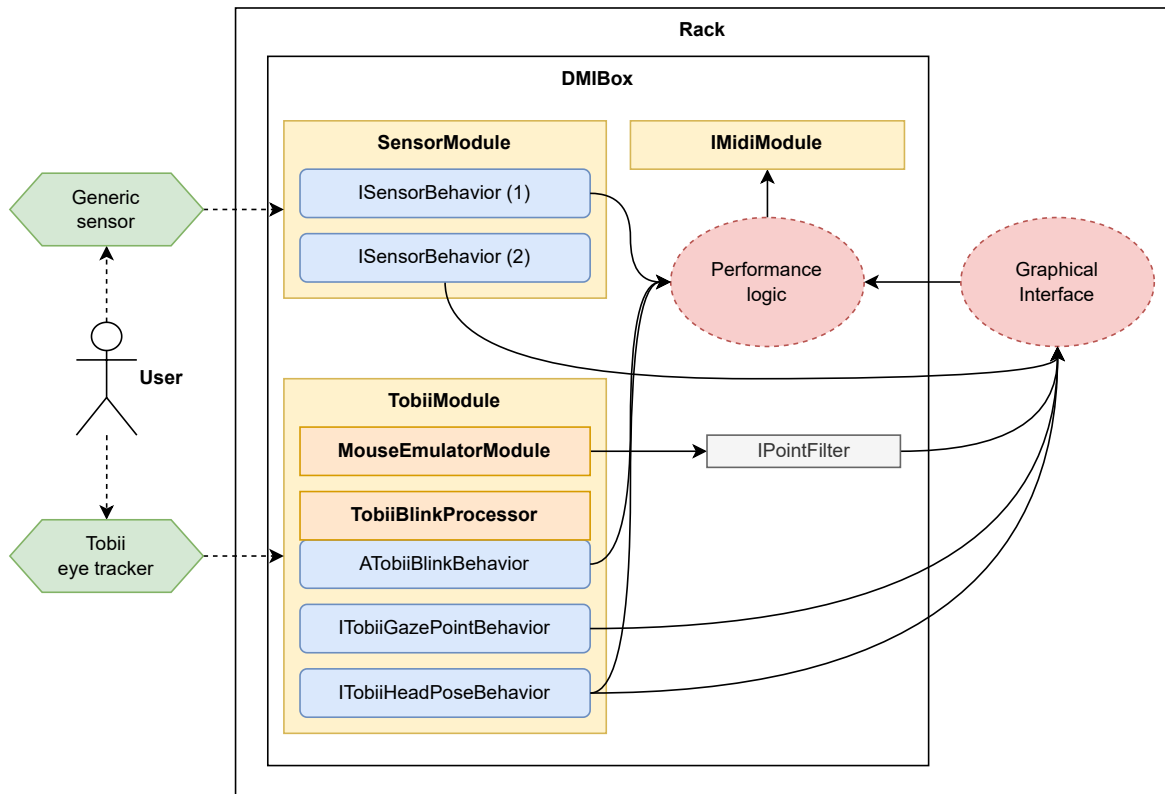 Rack
DMIBox
SensorModule
ISensorBehavior (1)
ISensorBehavior (2)
IMidiModule
Generic
sensor
Performance
logic
Graphical
Interface
User
TobiiModule
MouseEmulatorModule
IPointFilter
TobiiBlinkProcessor
ATobiiBlinkBehavior
Tobii
eye tracker
ITobiiGazePointBehavior
ITobiiHeadPoseBehavior